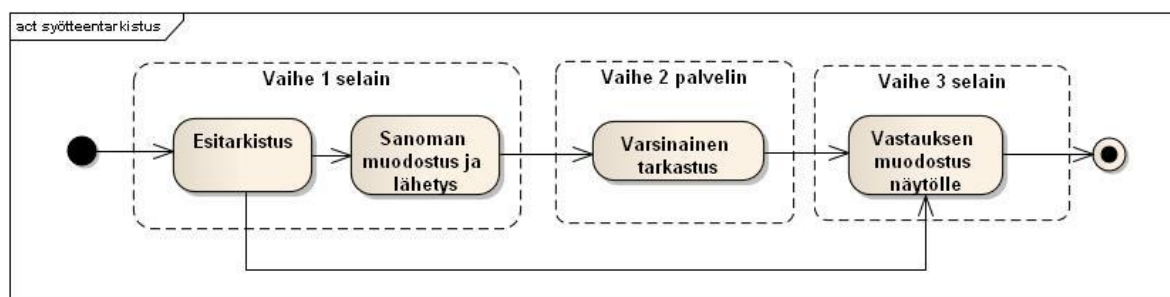 act syötteentarkistus
Vaihe 1 selain
Esitarkistus
Sanoman
muodostus ja
lähetys
Vaihe 2 palvelin
Varsinainen
tarkastus
Vaihe 3 selain
Vastauksen
muodostus
näytölle